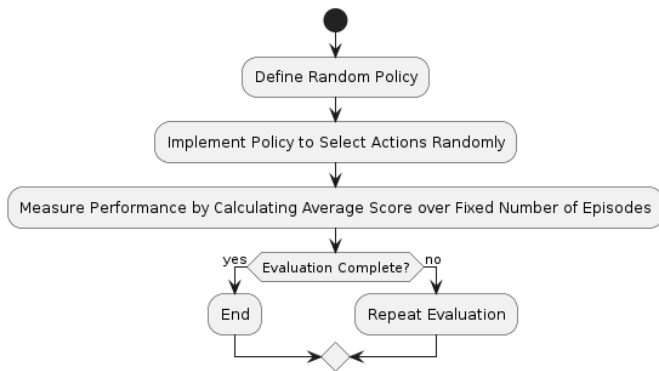 Define Random Policy
Implement Policy to Select Actions Randomly
Measure Performance by Calculating Average Score over Fixed Number of Episodes
yes
Evaluation Complete?
no
End
Repeat Evaluation